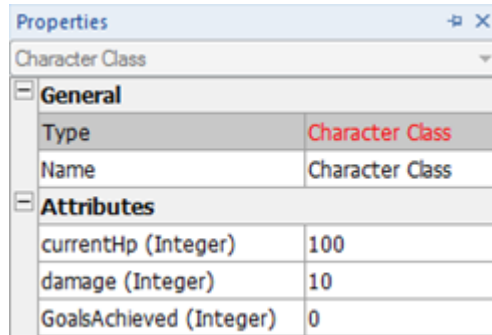 Properties
Character Class
General
Type Character Class
Name Character Class
Attributes
currentHp (Integer) 100
damage (Integer) 10
GoalsAchieved (Integer) 0